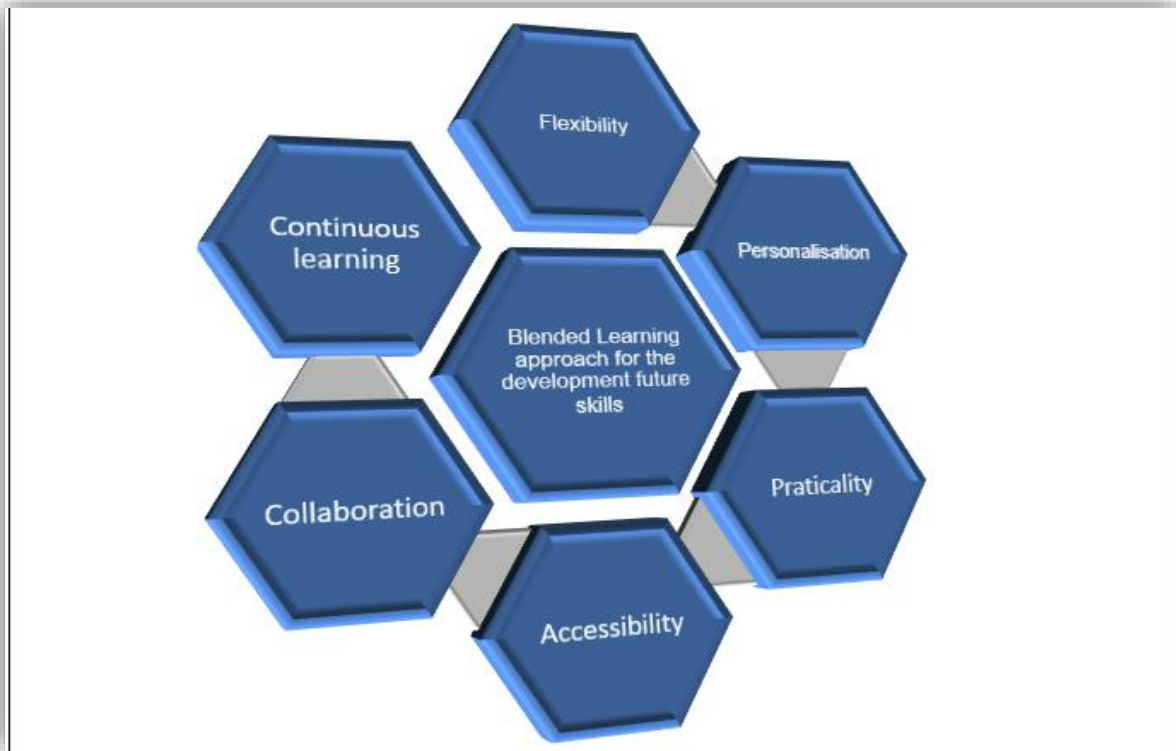 Flexibility
Personalisation
Praticality
Accessibility
Collaboration
Continuous
learning
Blended Learning
approach for the
development future
skills